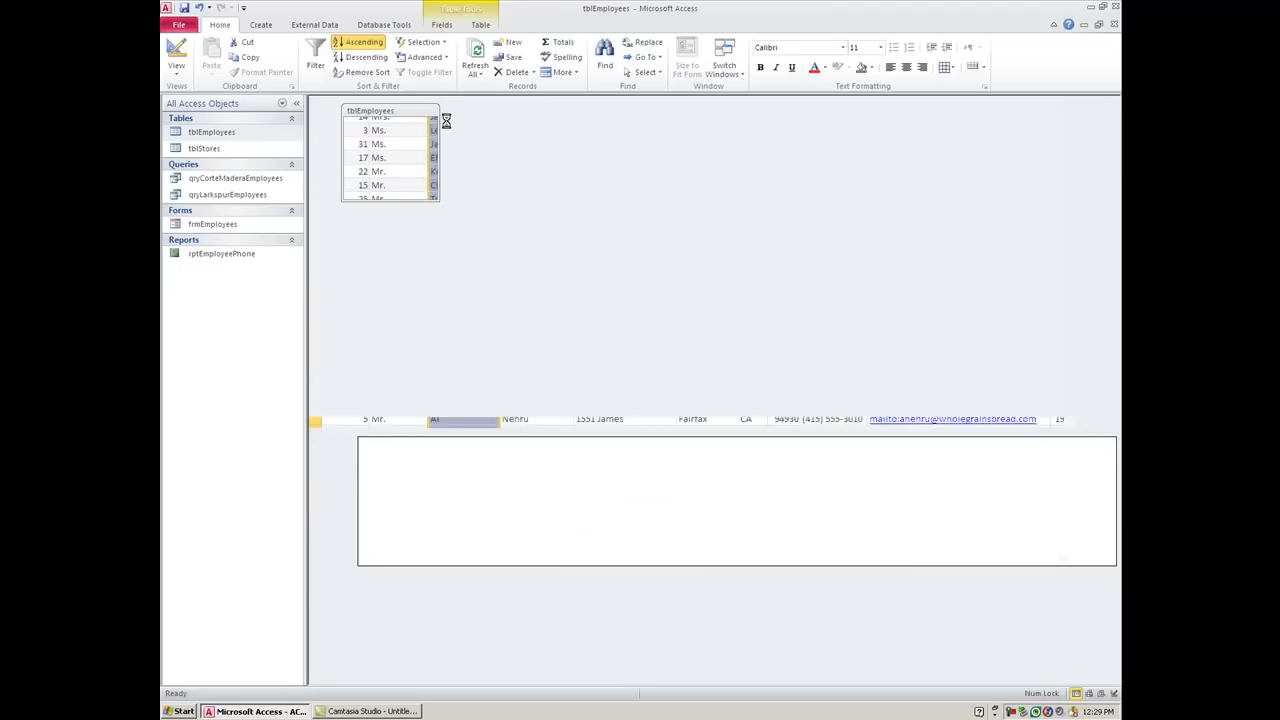 Table Tools
tblEmployees - Microsoft Access
File Home Create External Data Database Tools Fields Table
View
Views
Paste
Cut
Copy
Format Painter
Clipboard
Filter
Ascending
Descending
Remove Sort
Selection
Advanced
Toggle Filter
Sort & Filter
Refresh
All
New
Save
Delete
Totals
Spelling
More
Records
Find
Replace
Go To
Select
Find
Size to
Fit Form
Switch
Windows
Window
Calibri 11
B I U A
Text Formatting
All Access Objects
Tables
tblEmployees
tblStores
Queries
qryCorteMaderaEmployees
qryLarkspurEmployees
Forms
frmEmployees
Reports
rptEmployeePhone
tblEmployees
14 Mrs.
3 Ms.
31 Ms.
17 Ms.
22 Mr.
15 Mr.
25 Mr.
5 Mr. Al Nehru 1551 James Fairfax CA 94930 (415) 555-3010 mailto:anehru@wholegrainsbread.com 19
Ready Num Lock
Start Microsoft Access - AC... Camtasia Studio - Untitle... 12:29 PM